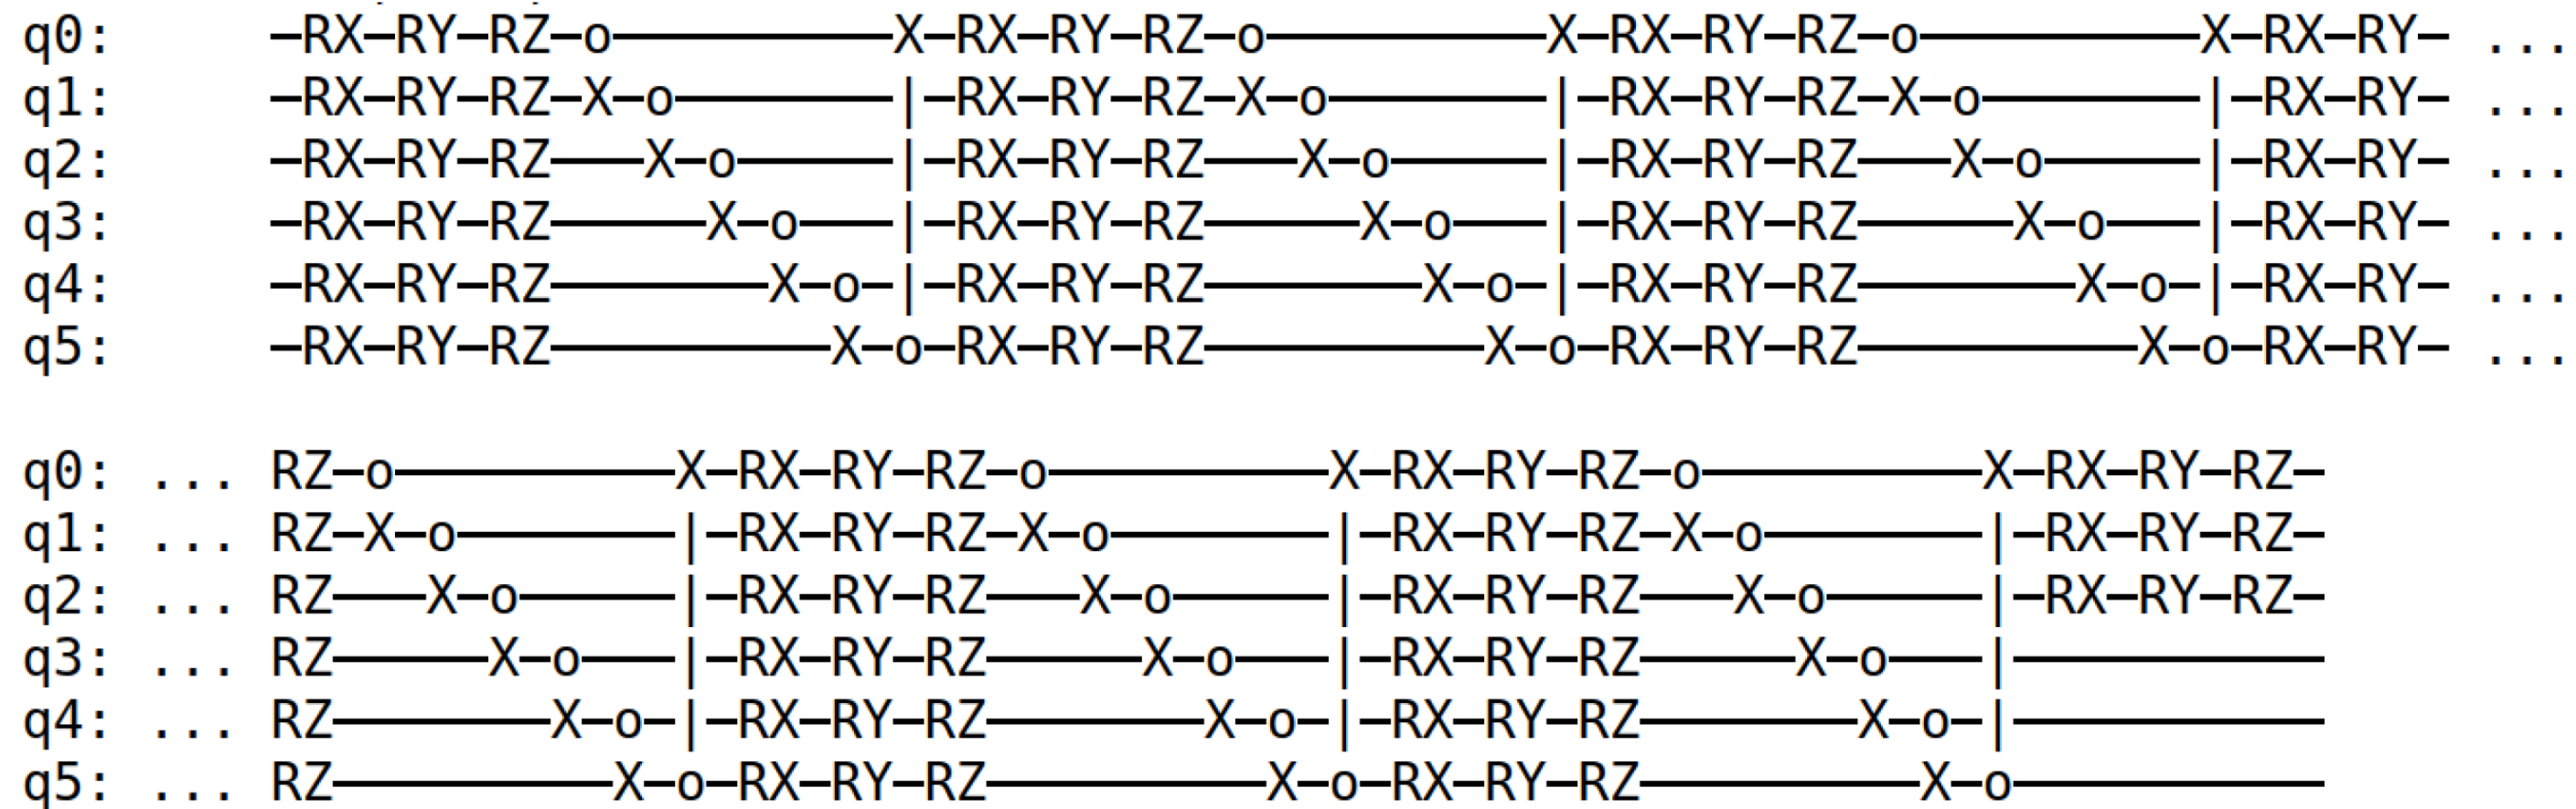 q0: —RX—RY—RZ—o—————————X—RX—RY—RZ—o—————————X—RX—RY—RZ—o—————————X—RX—RY— ...
q1: —RX—RY—RZ—X—o———————|—RX—RY—RZ—X—o———————|—RX—RY—RZ—X—o———————|—RX—RY— ...
q2: —RX—RY—RZ———X—o—————|—RX—RY—RZ———X—o—————|—RX—RY—RZ———X—o—————|—RX—RY— ...
q3: —RX—RY—RZ—————X—o———|—RX—RY—RZ—————X—o———|—RX—RY—RZ—————X—o———|—RX—RY— ...
q4: —RX—RY—RZ———————X—o—|—RX—RY—RZ———————X—o—|—RX—RY—RZ———————X—o—|—RX—RY— ...
q5: —RX—RY—RZ—————————X—o—RX—RY—RZ—————————X—o—RX—RY—RZ—————————X—o—RX—RY— ...
q0: ... RZ—o—————————X—RX—RY—RZ—o—————————X—RX—RY—RZ—o—————————X—RX—RY—RZ—
q1: ... RZ—X—o———————|—RX—RY—RZ—X—o———————|—RX—RY—RZ—X—o———————|—RX—RY—RZ—
q2: ... RZ———X—o—————|—RX—RY—RZ———X—o—————|—RX—RY—RZ———X—o—————|—RX—RY—RZ—
q3: ... RZ—————X—o———|—RX—RY—RZ—————X—o———|—RX—RY—RZ—————X—o———|——————————
q4: ... RZ———————X—o—|—RX—RY—RZ———————X—o—|—RX—RY—RZ———————X—o—|——————————
q5: ... RZ—————————X—o—RX—RY—RZ—————————X—o—RX—RY—RZ—————————X—o——————————